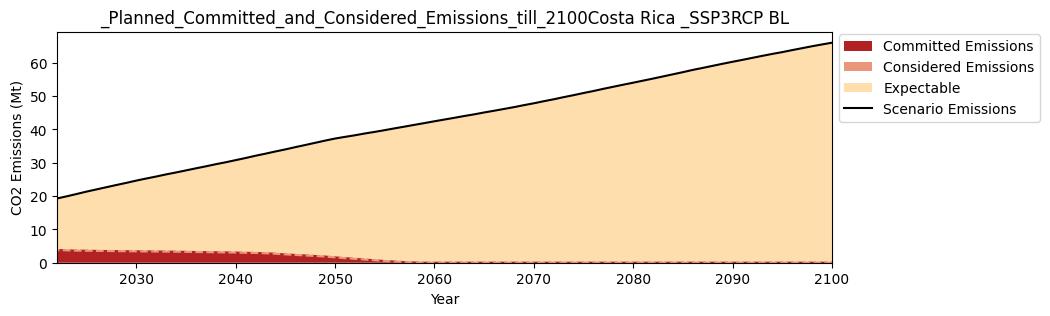 _Planned_Committed_and_Considered_Emissions_till_2100Costa Rica _SSP3RCP BL
CO2 Emissions (Mt)
60
50
40
30
20
10
0
2030 2040 2050 2060 2070 2080 2090 2100
Year
Committed Emissions
Considered Emissions
Expectable
Scenario Emissions